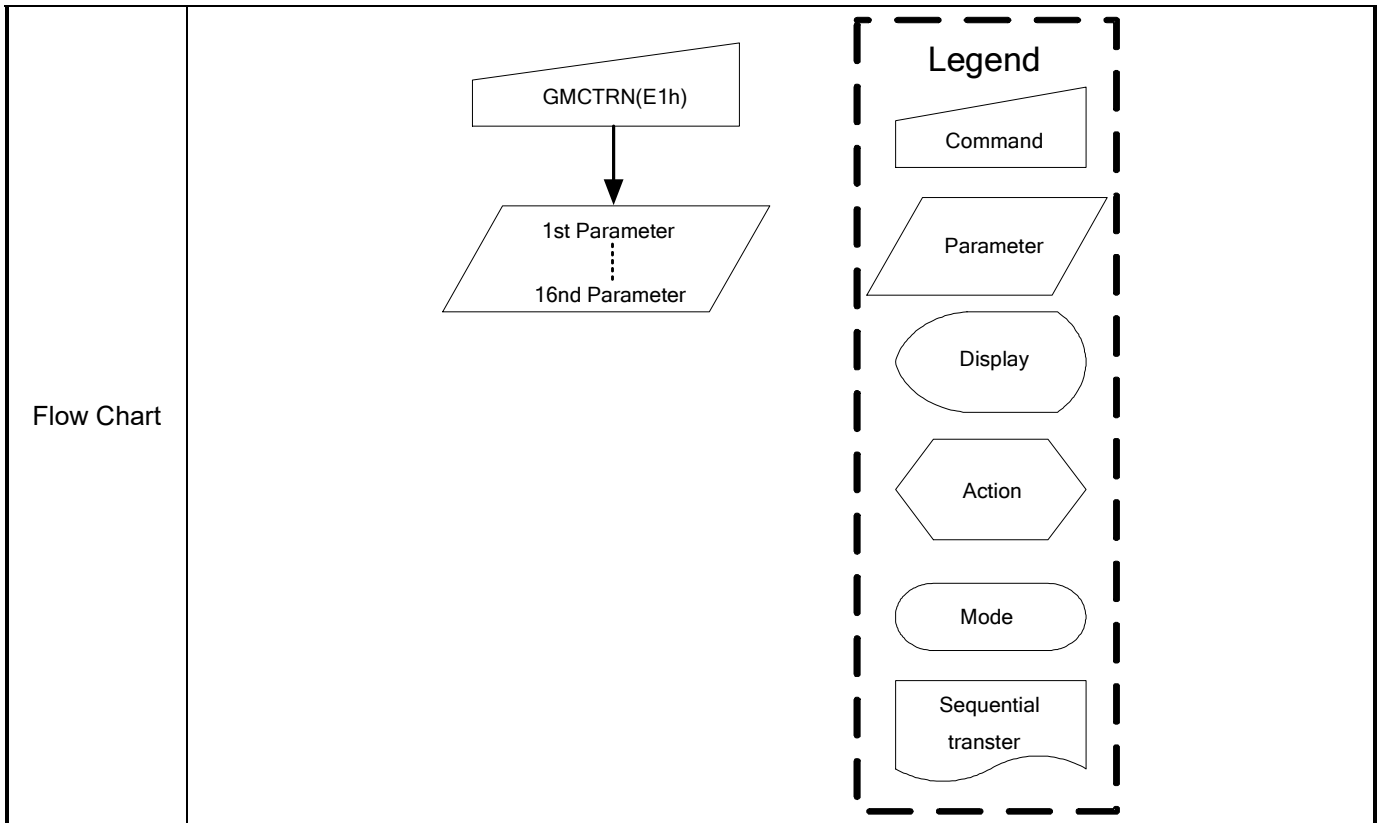 Flow Chart
GMCTRN(E1h)
1st Parameter
16nd Parameter
Legend
Command
Parameter
Display
Action
Mode
Sequential
transter